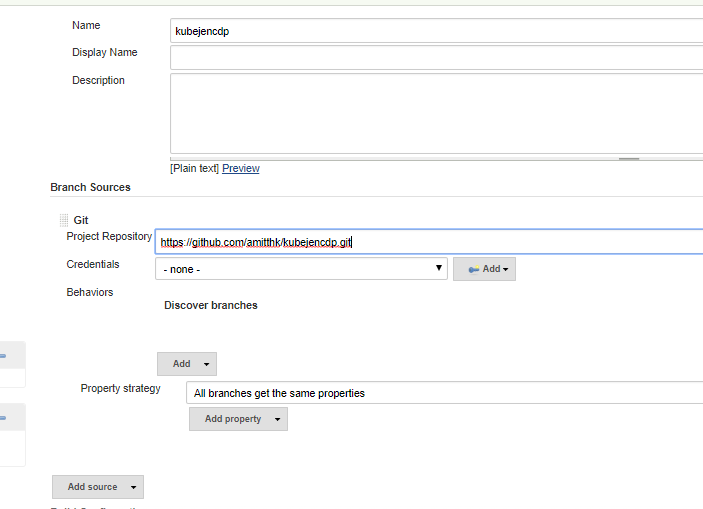 Name
kubejencdp
Display Name
Description
[Plain text] Preview
Branch Sources
Git
Project Repository
https://github.com/amitthk/kubejencdp.git
Credentials
- none -
Add
Behaviors
Discover branches
Add
Property strategy
All branches get the same properties
Add property
Add source